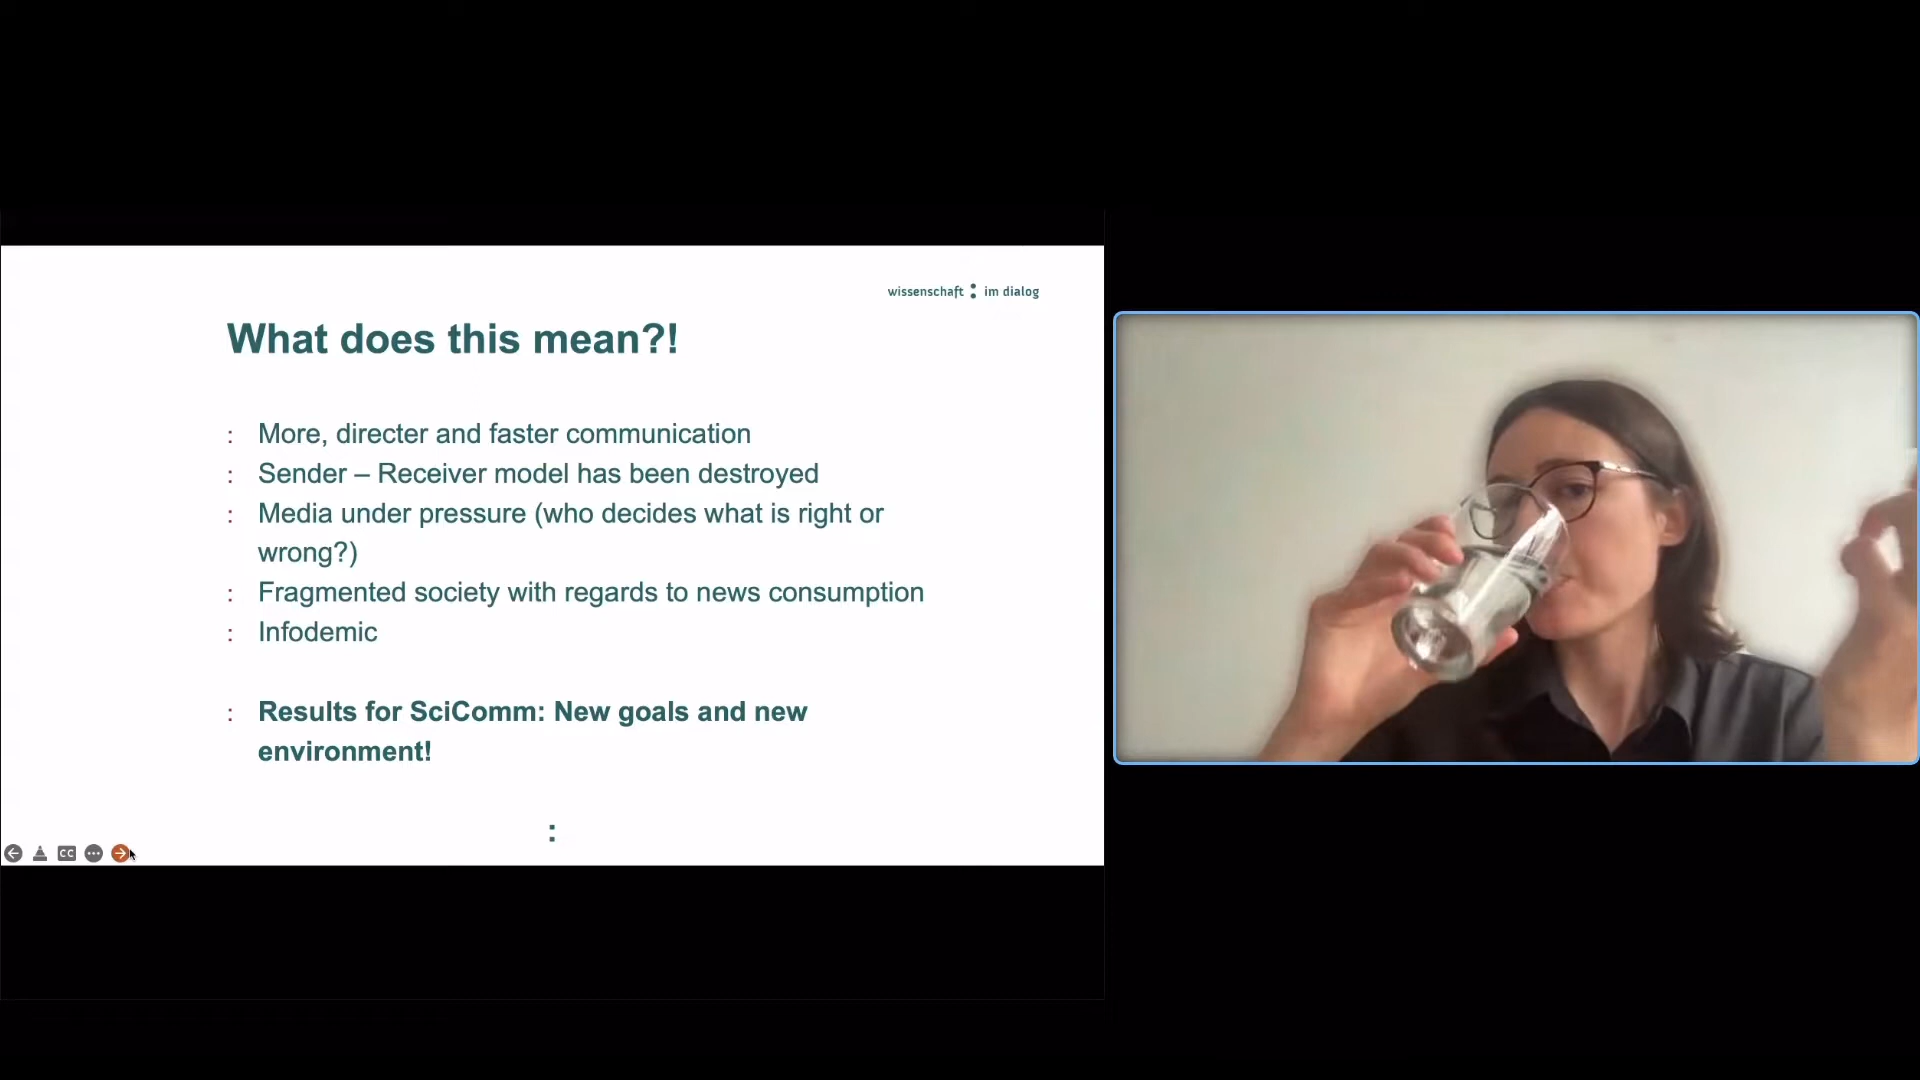 wissenschaft : im dialog
What does this mean?!
: More, directer and faster communication
: Sender – Receiver model has been destroyed
: Media under pressure (who decides what is right or
wrong?)
: Fragmented society with regards to news consumption
: Infodemic
: Results for SciComm: New goals and new
environment!
:
CC